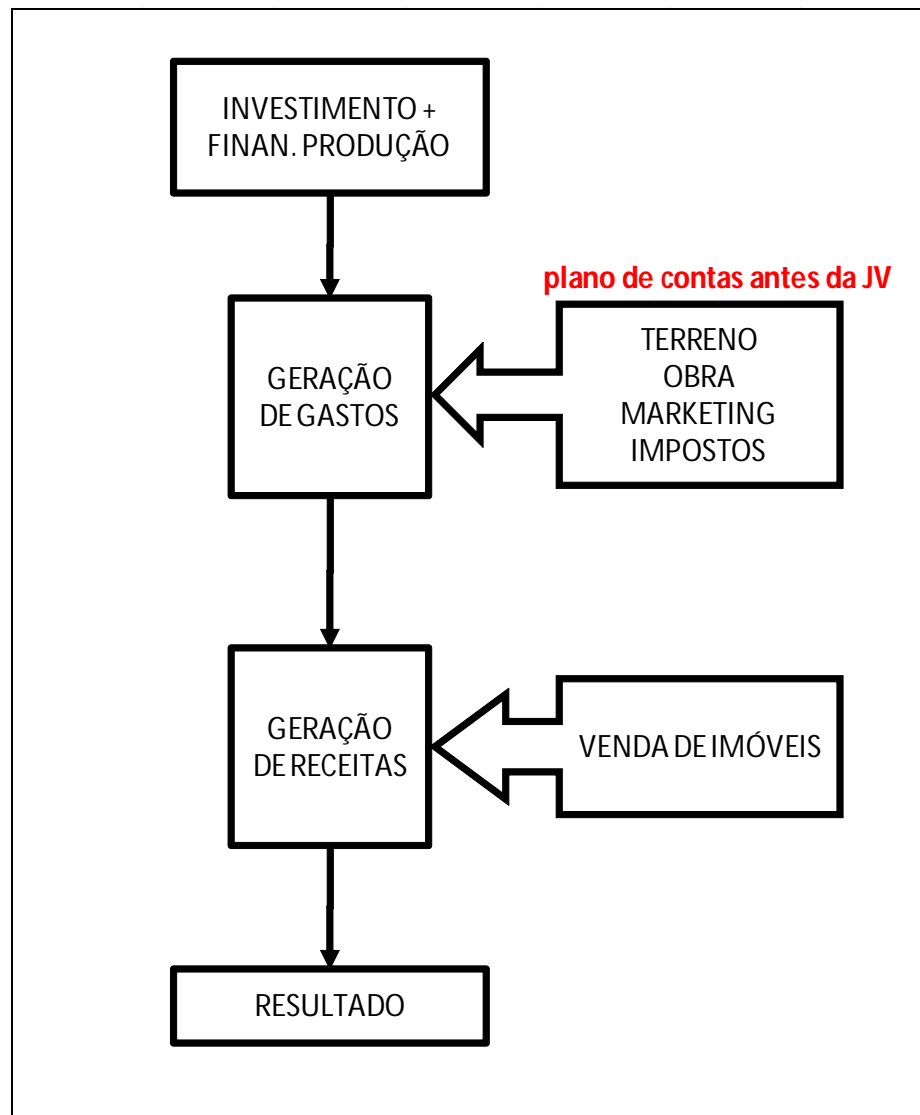 INVESTIMENTO +
FINAN. PRODUÇÃO
plano de contas antes da JV
GERAÇÃO
DE GASTOS
TERRENO
OBRA
MARKETING
IMPOSTOS
GERAÇÃO
DE RECEITAS
VENDA DE IMÓVEIS
RESULTADO